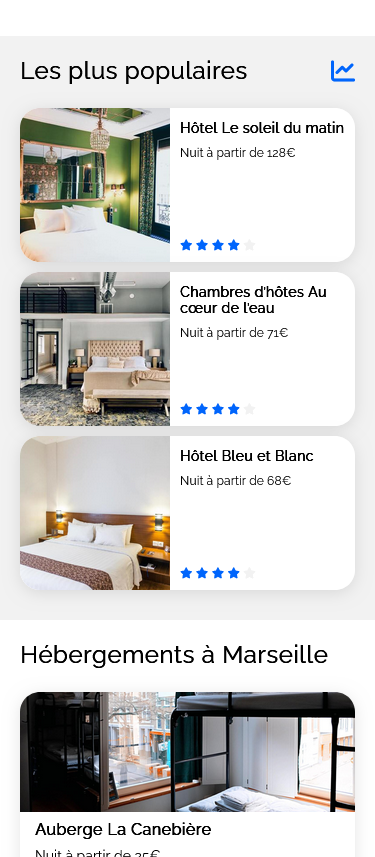 Les plus populaires
Hôtel Le soleil du matin
Nuit à partir de 128€
Chambres d'hôtes Au
cœur de l'eau
Nuit à partir de 71€
Hôtel Bleu et Blanc
Nuit à partir de 68€
Hébergements à Marseille
Auberge La Canebière
Nuit à partir de 25€